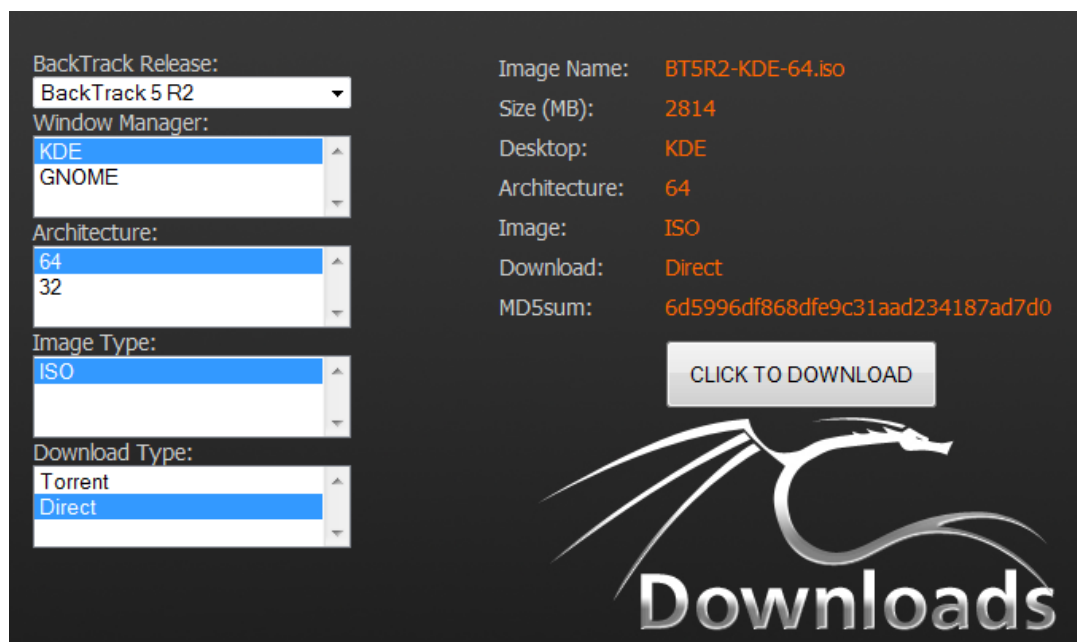 BackTrack Release:
BackTrack 5 R2
Window Manager:
KDE
GNOME
Architecture:
64
32
Image Type:
ISO
Download Type:
Torrent
Direct
Image Name: BT5R2-KDE-64.iso
Size (MB): 2814
Desktop: KDE
Architecture: 64
Image: ISO
Download: Direct
MD5sum: 6d5996df868dfe9c31aad234187ad7d0
CLICK TO DOWNLOAD
Downloads